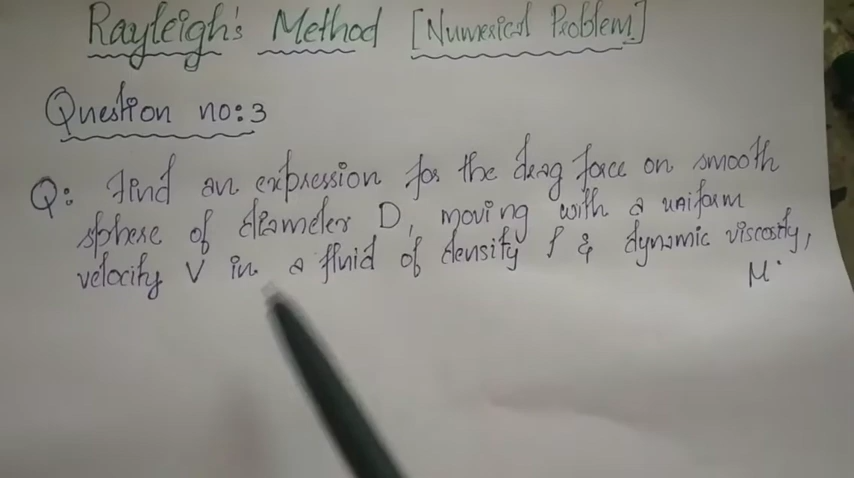 Rayleigh's Method [Numerical Problem]
Question no:3
Q: Find an expression for the drag force on smooth
sphere of diameter D, moving with a uniform
velocity V in a fluid of density ρ & dynamic viscosity,
μ.